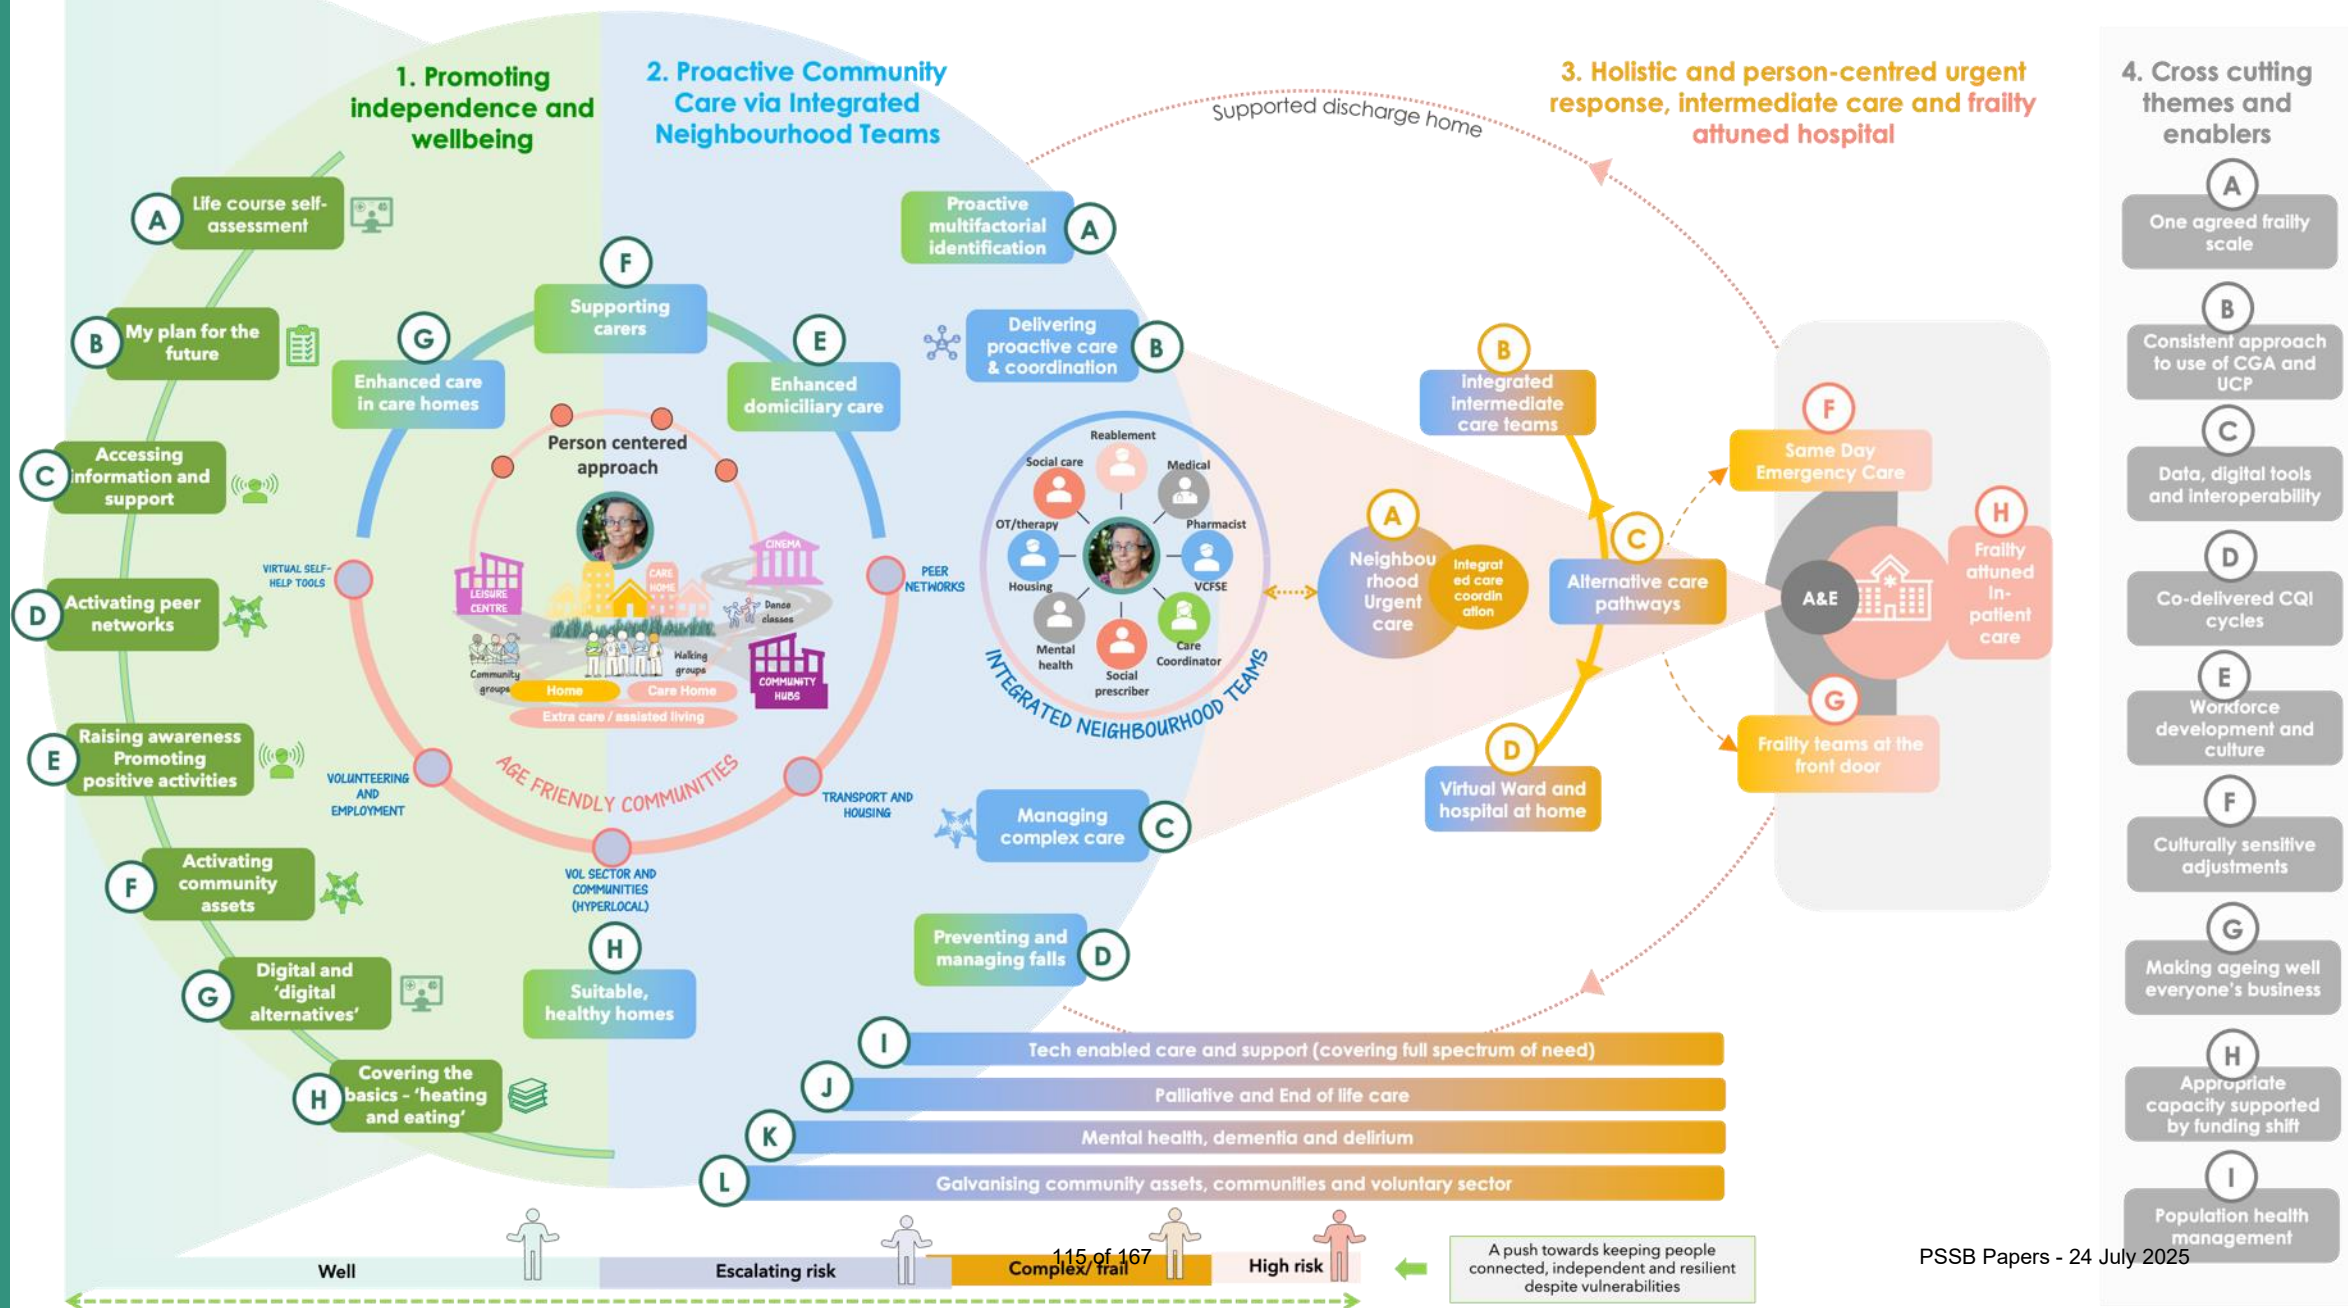 1. Promoting
independence and
wellbeing
2. Proactive Community
Care via Integrated
Neighbourhood Teams
Supported discharge home
3. Holistic and person-centred urgent
response, intermediate care and frailty
attuned hospital
4. Cross cutting
themes and
enablers
A
Life course self-
assessment
B
My plan for the
future
C
Accessing
information and
support
D
Activating peer
networks
E
Raising awareness
Promoting
positive activities
F
Activating
community
assets
G
Digital and
‘digital
alternatives’
H
Covering the
basics - ‘heating
and eating’
F
Supporting
carers
G
Enhanced care
in care homes
E
Enhanced
domiciliary care
Person centered
approach
VIRTUAL SELF-
HELP TOOLS
PEER
NETWORKS
LEISURE
CENTRE
CINEMA
CARE
HOME
Dance
classes
Community
groups
Walking
groups
COMMUNITY
HUBS
Home
Care Home
Extra care / assisted living
AGE FRIENDLY COMMUNITIES
VOLUNTEERING
AND
EMPLOYMENT
TRANSPORT AND
HOUSING
VOL SECTOR AND
COMMUNITIES
(HYPERLOCAL)
H
Suitable,
healthy homes
A
Proactive
multifactorial
identification
B
Delivering
proactive care
& coordination
Reablement
Social care
Medical
OT/therapy
Pharmacist
Housing
VCFSE
Mental
health
Social
prescriber
Care
Coordinator
INTEGRATED NEIGHBOURHOOD TEAMS
C
Managing
complex care
D
Preventing and
managing falls
A
Neighbou
rhood
Urgent
care
Integrat
ed care
coordin
ation
B
Integrated
intermediate
care teams
C
Alternative care
pathways
D
Virtual Ward and
hospital at home
F
Same Day
Emergency Care
A&E
H
Frailty
attuned
In-
patient
care
G
Frailty teams at the
front door
I
Tech enabled care and support (covering full spectrum of need)
J
Palliative and End of life care
K
Mental health, dementia and delirium
L
Galvanising community assets, communities and voluntary sector
A
One agreed frailty
scale
B
Consistent approach
to use of CGA and
UCP
C
Data, digital tools
and interoperability
D
Co-delivered CQI
cycles
E
Workforce
development and
culture
F
Culturally sensitive
adjustments
G
Making ageing well
everyone's business
H
Appropriate
capacity supported
by funding shift
I
Population health
management
Well
Escalating risk
Complex/ frail
High risk
A push towards keeping people
connected, independent and resilient
despite vulnerabilities
115 of 167
PSSB Papers - 24 July 2025